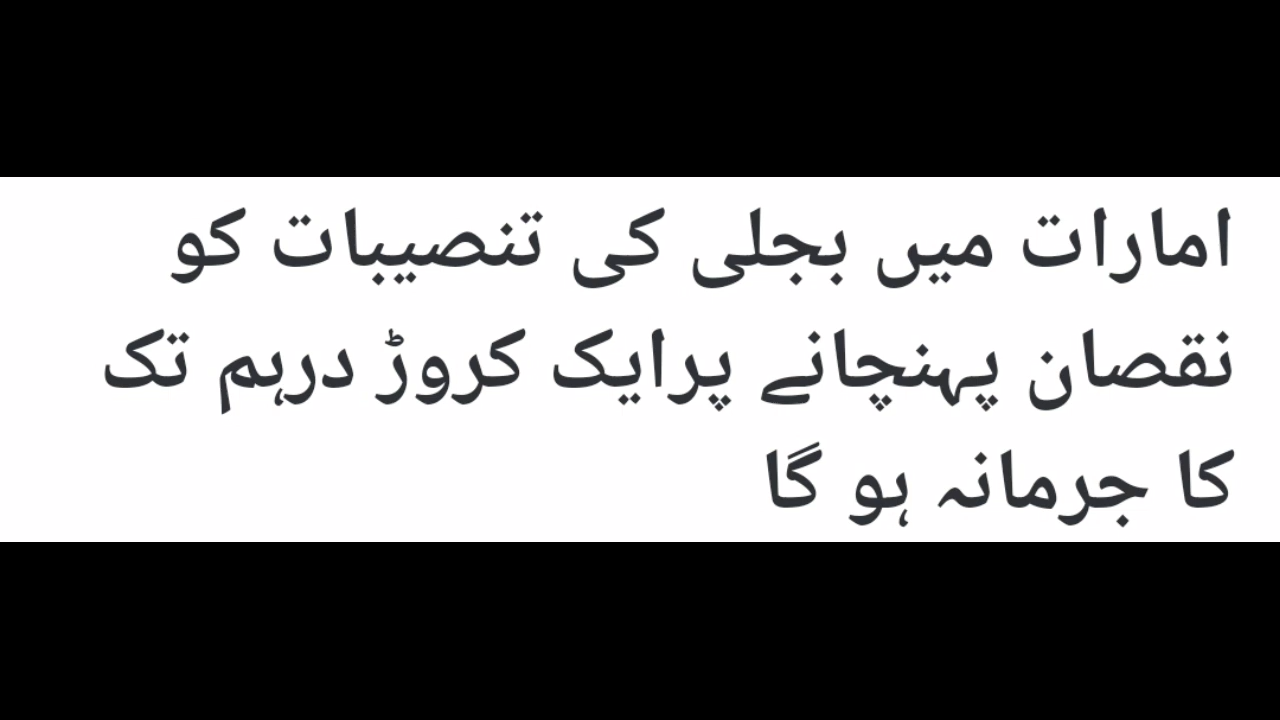 امارات میں بجلی کی تنصیبات کو
نقصان پہنچانے پرایک کروڑ درہم تک
کا جرمانہ ہو گا